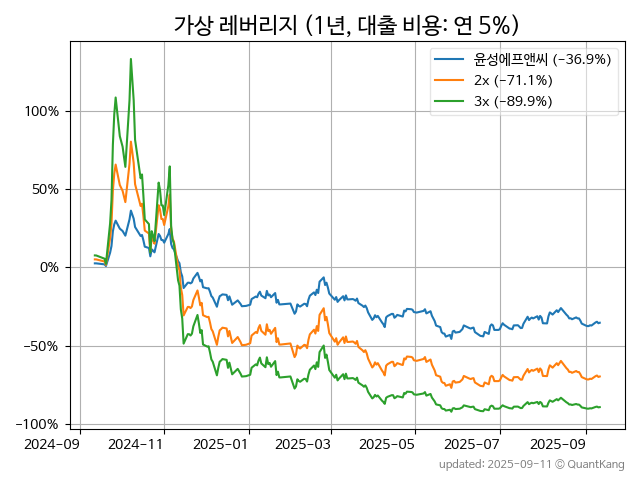 가상 레버리지 (1년, 대출 비용: 연 5%)
윤성에프앤씨 (−36.9%)
2x (−71.1%)
3x (−89.9%)
100%
50%
0%
−50%
−100%
2024-09
2024-11
2025-01
2025-03
2025-05
2025-07
2025-09
updated: 2025-09-11 © QuantKang